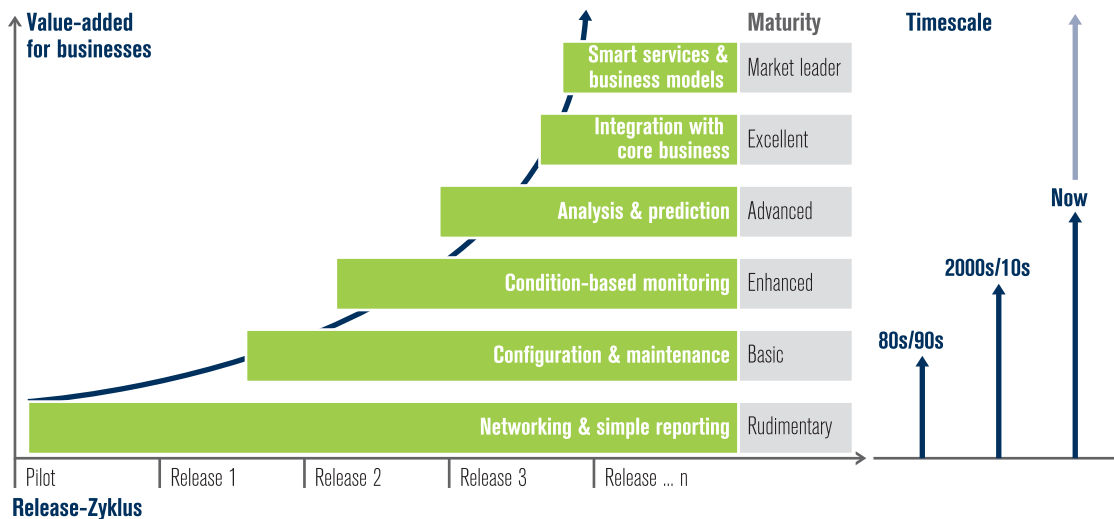 Value-added
for businesses
Maturity
Timescale
Smart services &
business models
Market leader
Integration with
core business
Excellent
Analysis & prediction
Advanced
Now
Condition-based monitoring
Enhanced
2000s/10s
Configuration & maintenance
Basic
80s/90s
Networking & simple reporting
Rudimentary
Pilot
Release 1
Release 2
Release 3
Release ... n
Release-Zyklus